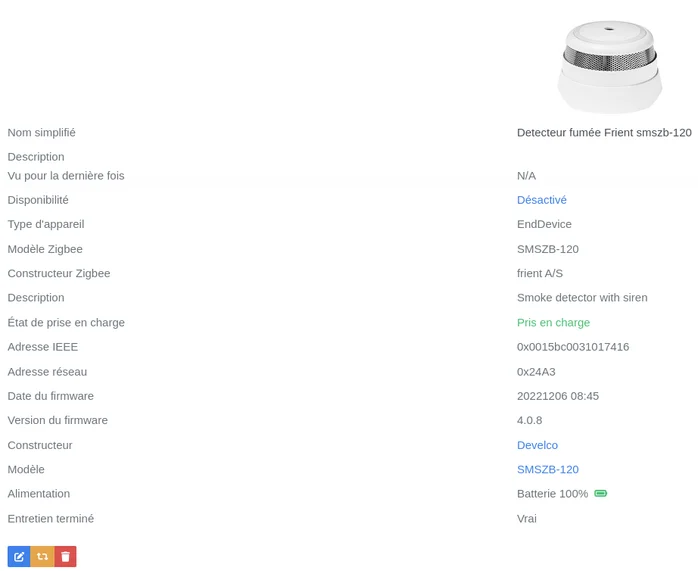 Nom simplifié Detecteur fumée Frient smszb-120
Description
Vu pour la dernière fois N/A
Disponibilité Désactivé
Type d'appareil EndDevice
Modèle Zigbee SMSZB-120
Constructeur Zigbee frient A/S
Description Smoke detector with siren
État de prise en charge Pris en charge
Adresse IEEE 0x0015bc0031017416
Adresse réseau 0x24A3
Date du firmware 20221206 08:45
Version du firmware 4.0.8
Constructeur Develco
Modèle SMSZB-120
Alimentation Batterie 100%
Entretien terminé Vrai